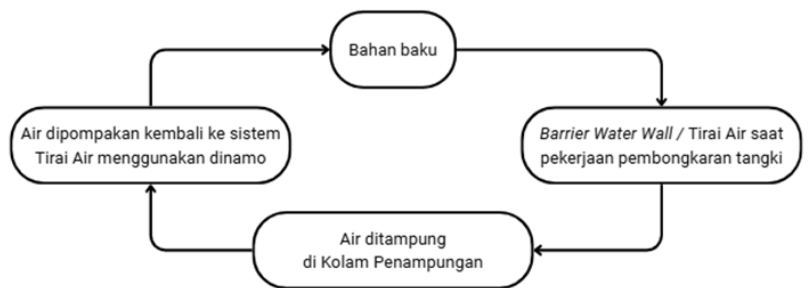 Bahan baku
Barrier Water Wall / Tirai Air saat
pekerjaan pembongkaran tangki
Air ditampung
di Kolam Penampungan
Air dipompakan kembali ke sistem
Tirai Air menggunakan dinamo